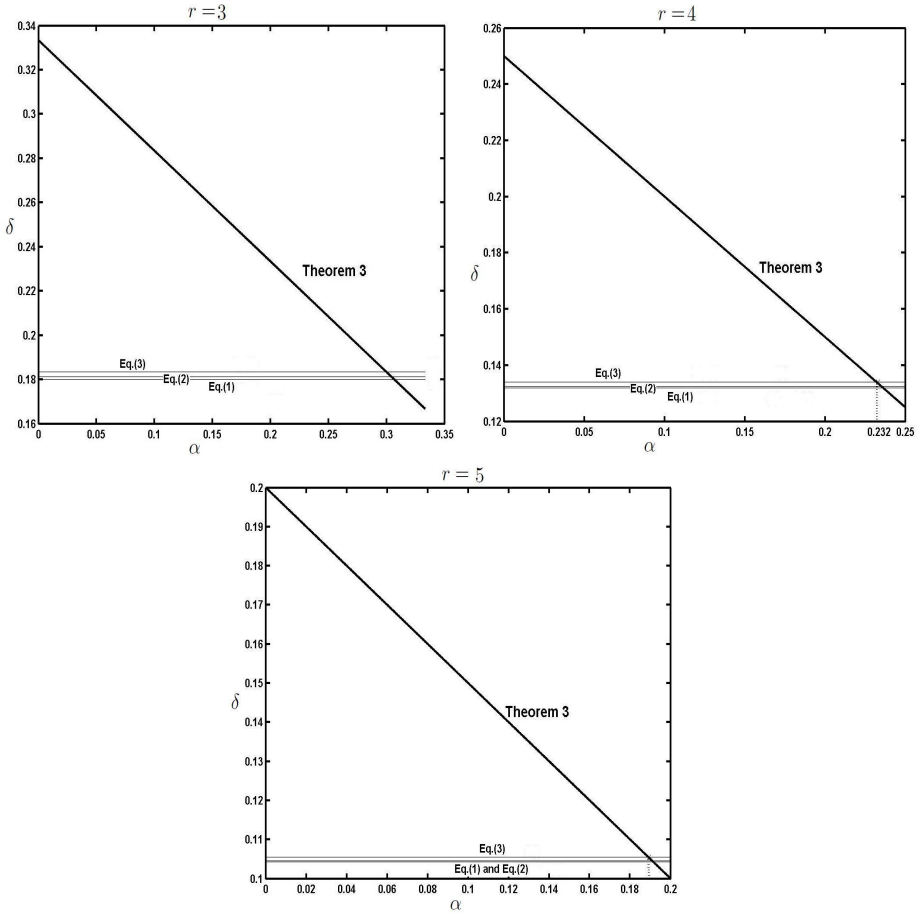 r = 3
0.34
0.32
0.3
0.28
0.26
0.24
0.22
0.2
0.18
0.16
δ
Theorem 3
Eq.(3)
Eq.(2)
Eq.(1)
0 0.05 0.1 0.15 0.2 0.25 0.3 0.35
α
r = 4
0.26
0.24
0.22
0.2
0.18
0.16
0.14
0.12
δ
Theorem 3
Eq.(3)
Eq.(2)
Eq.(1)
0 0.05 0.1 0.15 0.2 0.232 0.25
α
r = 5
0.2
0.19
0.18
0.17
0.16
0.15
0.14
0.13
0.12
0.11
0.1
δ
Theorem 3
Eq.(3)
Eq.(1) and Eq.(2)
0 0.02 0.04 0.06 0.08 0.1 0.12 0.14 0.16 0.18 0.2
α